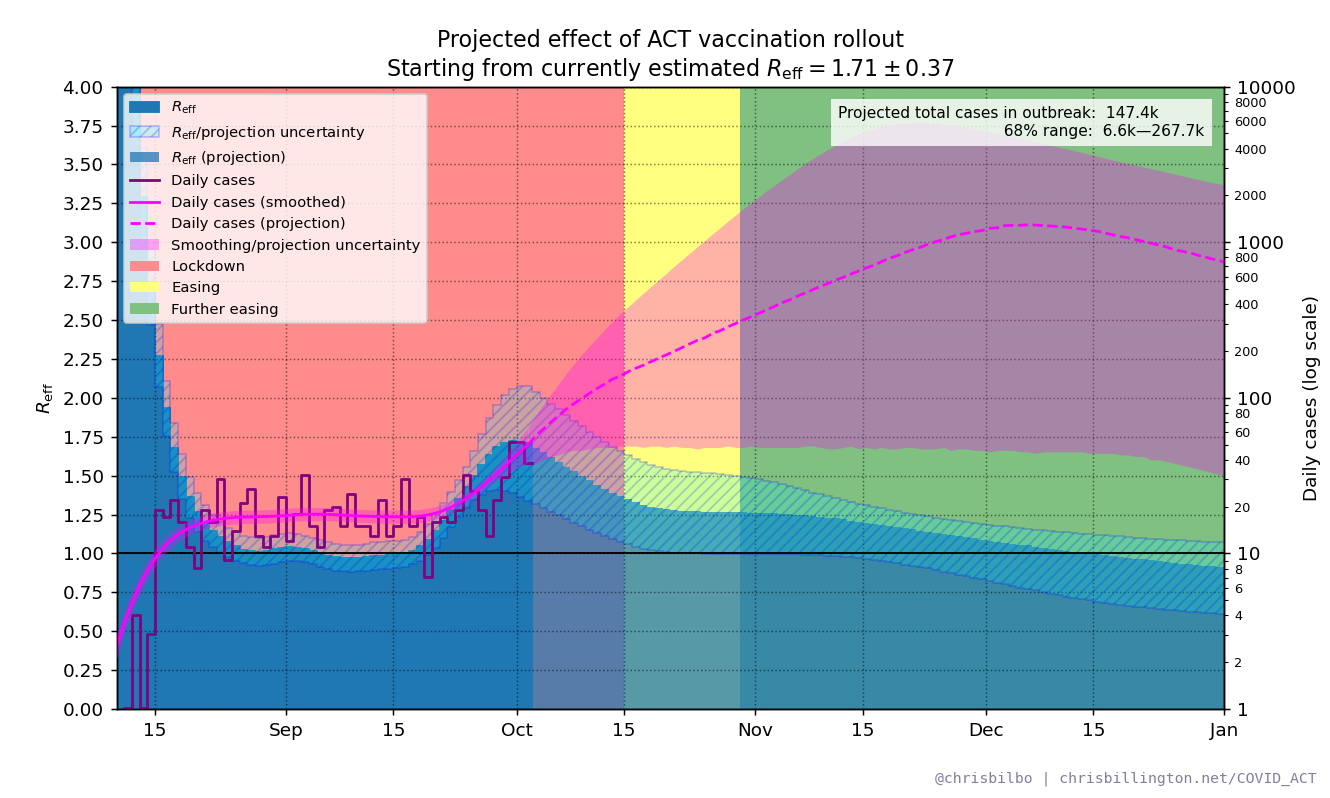 Projected effect of ACT vaccination rollout
Starting from currently estimated Reff = 1.71 ± 0.37
Reff
Reff/projection uncertainty
Reff (projection)
Daily cases
Daily cases (smoothed)
Daily cases (projection)
Smoothing/projection uncertainty
Lockdown
Easing
Further easing
Projected total cases in outbreak: 147.4k
68% range: 6.6k—267.7k
Reff
4.00
3.75
3.50
3.25
3.00
2.75
2.50
2.25
2.00
1.75
1.50
1.25
1.00
0.75
0.50
0.25
0.00
10000
8000
6000
4000
2000
1000
800
600
400
200
100
80
60
40
20
10
8
6
4
2
1
Daily cases (log scale)
15 Sep 15 Oct 15 Nov 15 Dec 15 Jan
@chrisbilbo | chrisbillington.net/COVID_ACT